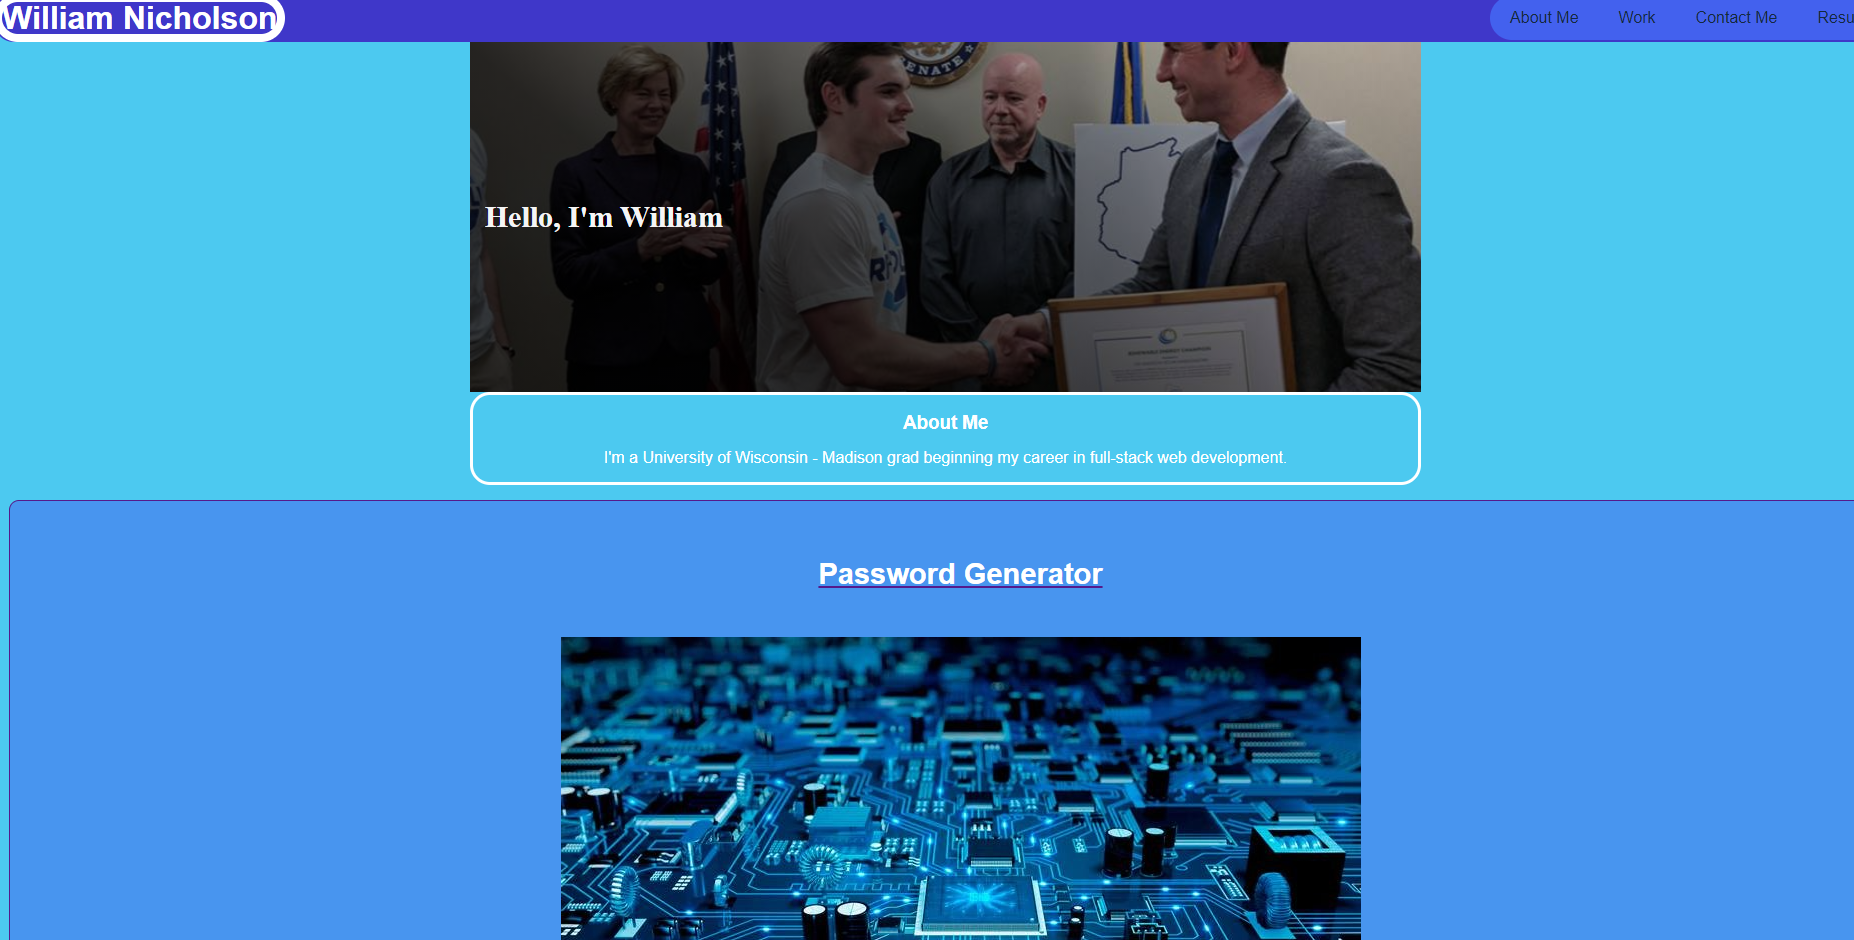 William Nicholson
About Me
Work
Contact Me
Resu
ENATE
Hello, I'm William
About Me
I'm a University of Wisconsin - Madison grad beginning my career in full-stack web development.
Password Generator